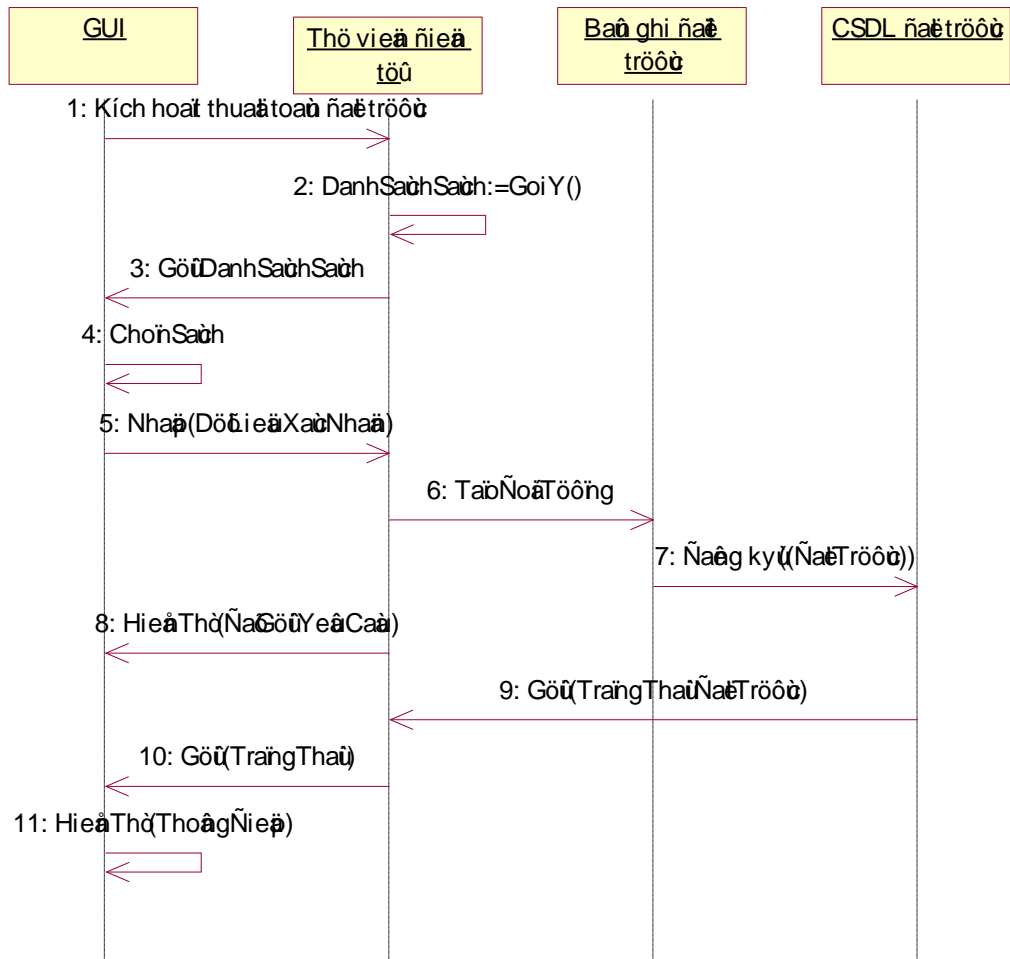 GUI
Thö vieän ñieän
töû
Baûn ghi ñaët
tröôùc
CSDL ñaët tröôùc
1: Kích hoaït thuaät toaùn ñaët tröôùc
2: DanhSaùchSaùch:=GoiY()
3: GöûiDanhSaùchSaùch
4: ChoïnSaùch
5: Nhaäp(DöõLieäuXaùcNhaän)
6: TaïoÑoáiTöôïng
7: Ñaêng kyù((ÑaëtTröôùc))
8: HieånThò(ÑaõGöûiYeâuCaàu)
9: Göûi(TraïngThaùiÑaëtTröôùc)
10: Göûi(TraïngThaùi)
11: HieånThò(ThoângÑieäp)